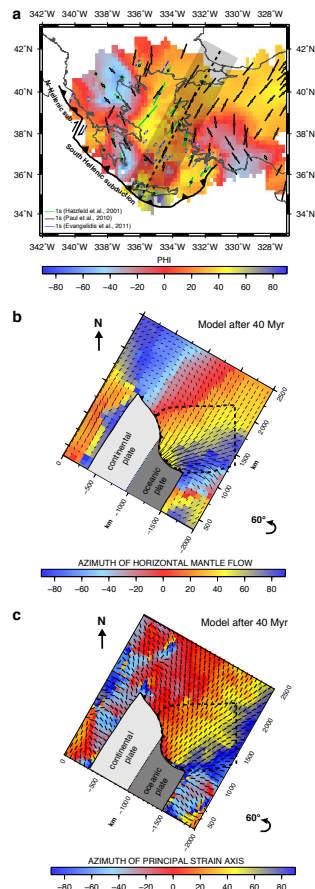 a
342°W 340°W 338°W 336°W 334°W 332°W 330°W 328°W
42°N 42°N
40°N 40°N
38°N 38°N
36°N 36°N
34°N 34°N
N-Hellenic sub
South Hellenic subduction
1s (Hatzfeld et al., 2001)
1s (Paul et al., 2010)
1s (Evangelidis et al., 2011)
342°W 340°W 338°W 336°W 334°W 332°W 330°W 328°W
PHI
−80 −60 −40 −20 0 20 40 60 80
b
N
Model after 40 Myr
continental
plate
oceanic
plate
0 −500 −1000 −1500 −2000
km
500 1000 1500 2000 2500
km
60°
AZIMUTH OF HORIZONTAL MANTLE FLOW
−80 −60 −40 −20 0 20 40 60 80
c
N
Model after 40 Myr
continental
plate
oceanic
plate
0 −500 −1000 −1500 −2000
km
500 1000 1500 2000 2500
km
60°
AZIMUTH OF PRINCIPAL STRAIN AXIS
−80 −60 −40 −20 0 20 40 60 80